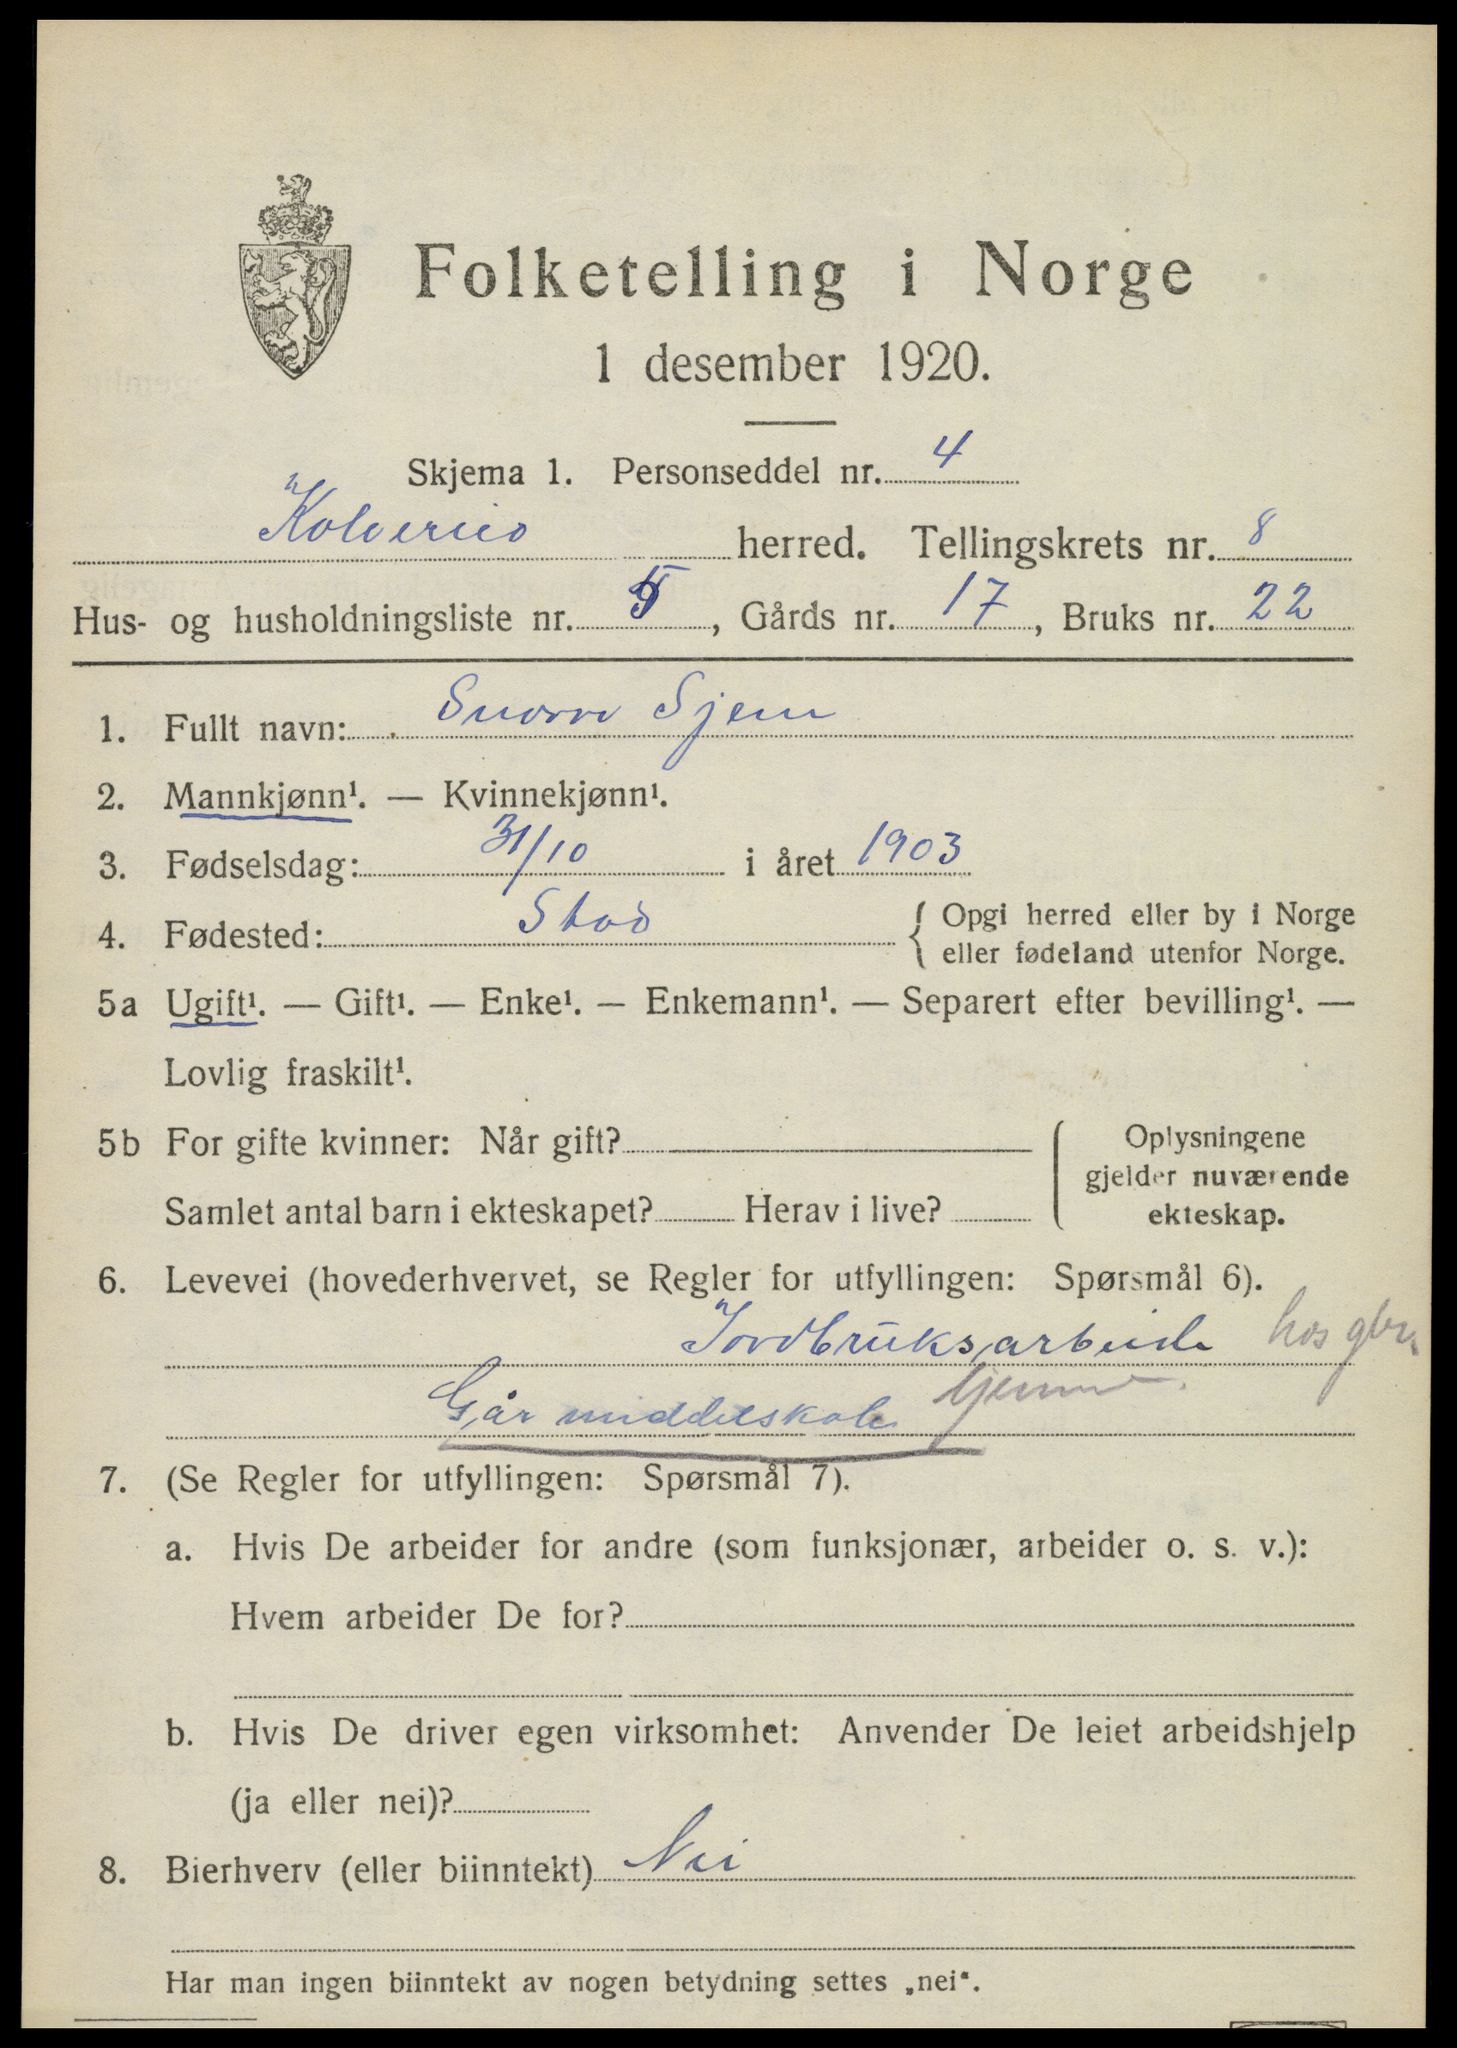 Folketelling i Norge
1 desember 1920.
Skjema 1. Personseddel nr. 4
Kolvereid herred. Tellingskrets nr. 8
Hus- og husholdningsliste nr. 5, Gårds nr. 17, Bruks nr. 22
1. Fullt navn: Snorre Sjem
2. Mannkjønn¹. — Kvinnekjønn¹.
3. Fødselsdag: 31/10 i året 1903
4. Fødested: Stod { Opgi herred eller by i Norge
eller fødeland utenfor Norge.
5a Ugift¹. — Gift¹. — Enke¹. — Enkemann¹. — Separert efter bevilling¹. —
Lovlig fraskilt¹.
5b For gifte kvinner: Når gift?
Samlet antal barn i ekteskapet? Herav i live?
Oplysningene
gjelder nuværende
ekteskap.
6. Levevei (hovederhvervet, se Regler for utfyllingen: Spørsmål 6).
Jordbruksarbeide hos gbr.
Går middelskole hjemme.
7. (Se Regler for utfyllingen: Spørsmål 7).
a. Hvis De arbeider for andre (som funksjonær, arbeider o. s. v.):
Hvem arbeider De for?
b. Hvis De driver egen virksomhet: Anvender De leiet arbeidshjelp
(ja eller nei)?
8. Bierhverv (eller biinntekt) Nei
Har man ingen biinntekt av nogen betydning settes „nei“.